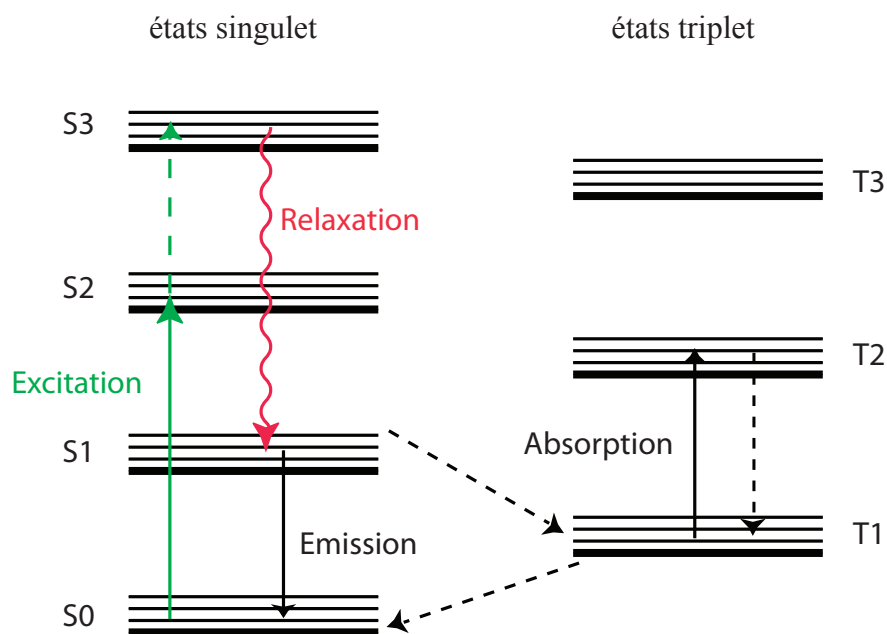 états singulet
états triplet
S3
T3
Relaxation
S2
T2
Excitation
S1
Absorption
T1
Emission
S0